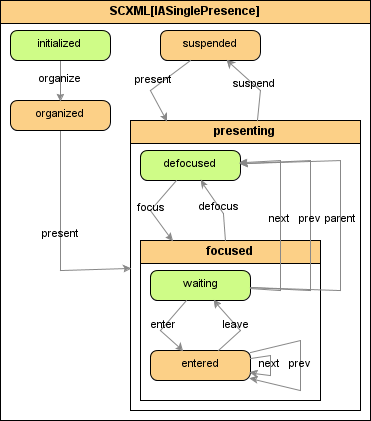 SCXML[IASinglePresence]
initialized
suspended
organize
present
suspend
organized
presenting
defocused
focus
defocus
next
prev
parent
present
focused
waiting
enter
leave
entered
next
prev